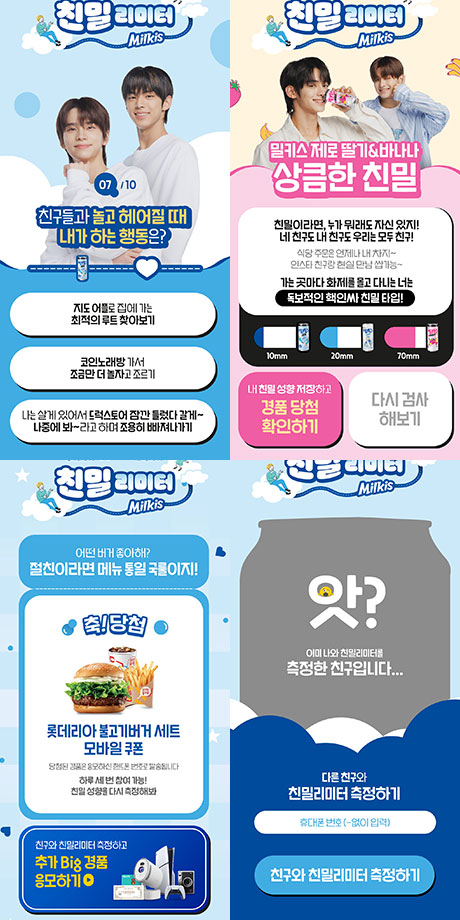 친밀리미터
Milkis
07 / 10
친구들과 놀고 헤어질 때
내가 하는 행동은?
지도 어플로 집에 가는
최적의 루트 찾아보기
코인노래방 가서
조금만 더 놀자고 조르기
나는 살게 있어서 드럭스토어 잠깐 들렸다 갈게~
나중에 봐~ 라고 하며 조용히 빠져나가기
친밀리미터
Milkis
밀키스 제로 딸기&바나나
상큼한 친밀
친밀이라면, 누가 뭐래도 자신 있지!
네 친구도 내 친구도 우리는 모두 친구!
식당 주문은 언제나 내 차지~
인스타 친구랑 현실 만남 쌉가능~
가는 곳마다 화제를 몰고 다니는 너는
독보적인 핵인싸 친밀 타입!
10mm
20mm
70mm
내 친밀 성향 저장하고
경품 당첨
확인하기
다시 검사
해보기
친밀리미터
Milkis
어떤 버거 좋아해?
절친이라면 메뉴 통일 국룰이지!
축! 당첨
롯데리아 불고기버거 세트
모바일 쿠폰
당첨된 경품은 응모하신 핸드폰 번호로 발송됩니다
하루 세 번 참여 가능!
친밀 성향을 다시 측정해봐
친구와 친밀리미터 측정하고
추가 Big 경품
응모하기
친밀리미터
Milkis
앗?
이미 나와 친밀리미터를
측정한 친구입니다...
다른 친구와
친밀리미터 측정하기
휴대폰 번호 (-없이 입력)
친구와 친밀리미터 측정하기